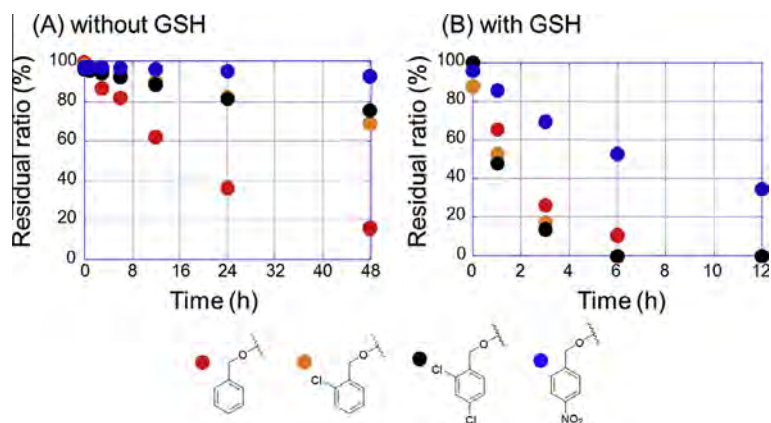 (A) without GSH
(B) with GSH
Residual ratio (%)
100
80
60
40
20
0
0 8 16 24 32 40 48
Time (h)
Residual ratio (%)
100
80
60
40
20
0
0 2 4 6 8 10 12
Time (h)
O
Cl O
Cl O
Cl
O
NO2